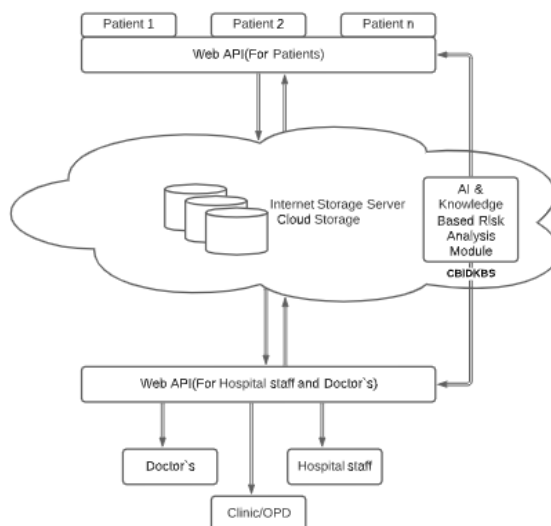 Patient 1
Patient 2
Patient n
Web API(For Patients)
Internet Storage Server
Cloud Storage
AI &
Knowledge
Based Risk
Analysis
Module
CBIDKBS
Web API(For Hospital staff and Doctor`s)
Doctor`s
Hospital staff
Clinic/OPD